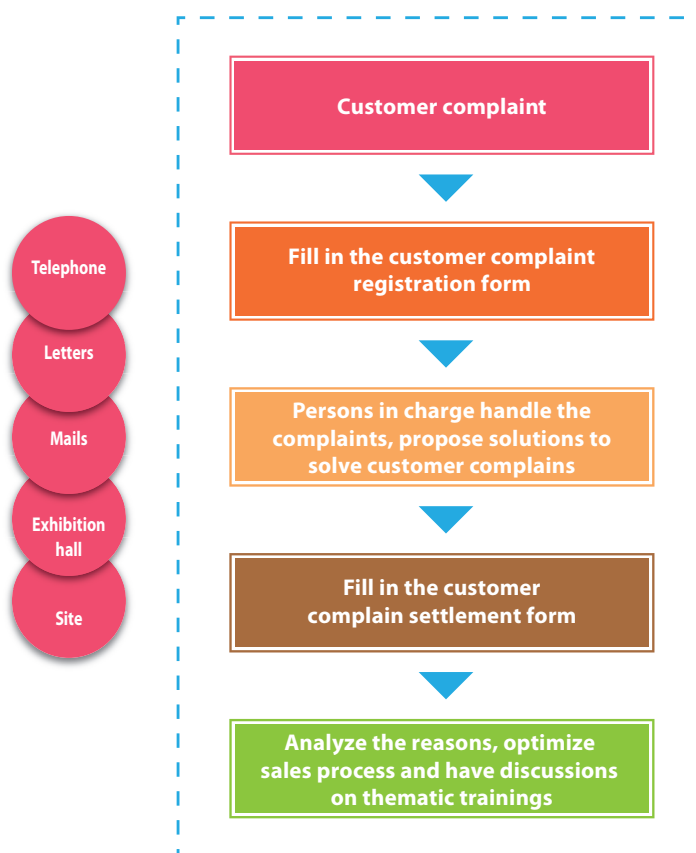 Customer complaint
Telephone
Letters
Mails
Exhibition
hall
Site
Fill in the customer complaint
registration form
Persons in charge handle the
complaints, propose solutions to
solve customer complains
Fill in the customer
complain settlement form
Analyze the reasons, optimize
sales process and have discussions
on thematic trainings